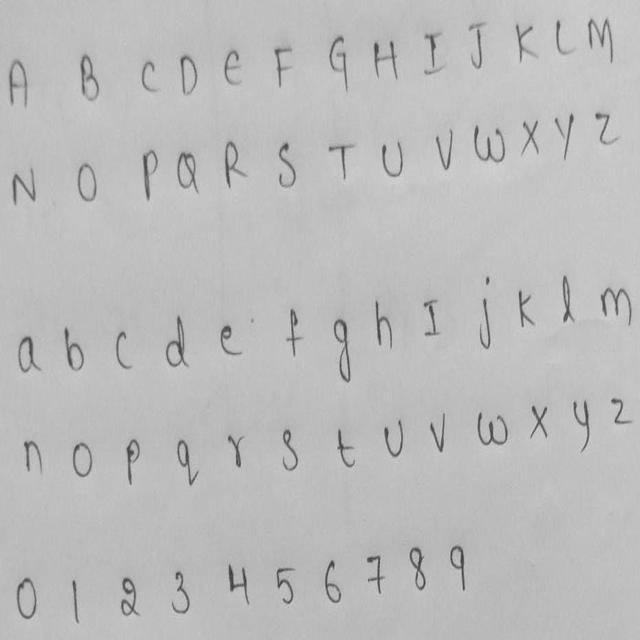 A B C D e F G H I J K L M
N O P Q R S T U V W X Y Z
a b c d e f g h I j k l m
n o p q r s t u v w x y z
0 1 2 3 4 5 6 7 8 9